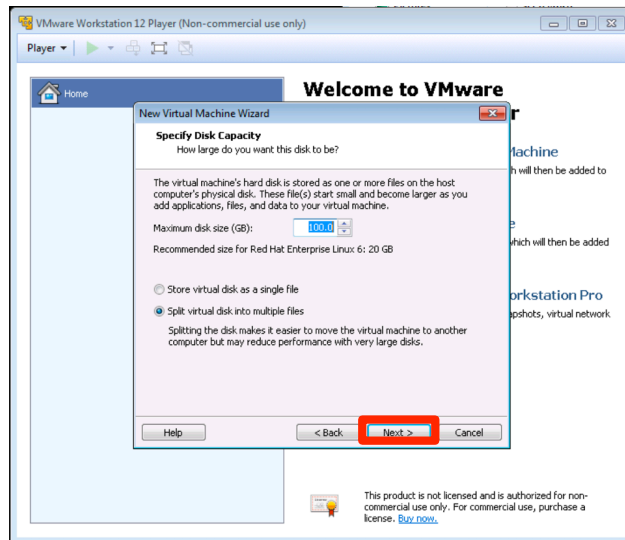 VMware Workstation 12 Player (Non-commercial use only)
Player
Home
Welcome to VMware
r
New Virtual Machine Wizard
Specify Disk Capacity
How large do you want this disk to be?
The virtual machine's hard disk is stored as one or more files on the host
computer's physical disk. These file(s) start small and become larger as you
add applications, files, and data to your virtual machine.
Maximum disk size (GB): 100.0
Recommended size for Red Hat Enterprise Linux 6: 20 GB
Store virtual disk as a single file
Split virtual disk into multiple files
Splitting the disk makes it easier to move the virtual machine to another
computer but may reduce performance with very large disks.
Help < Back Next > Cancel
Machine
h will then be added to
e
which will then be added
orkstation Pro
apshots, virtual network
This product is not licensed and is authorized for non-
commercial use only. For commercial use, purchase a
license. Buy now.